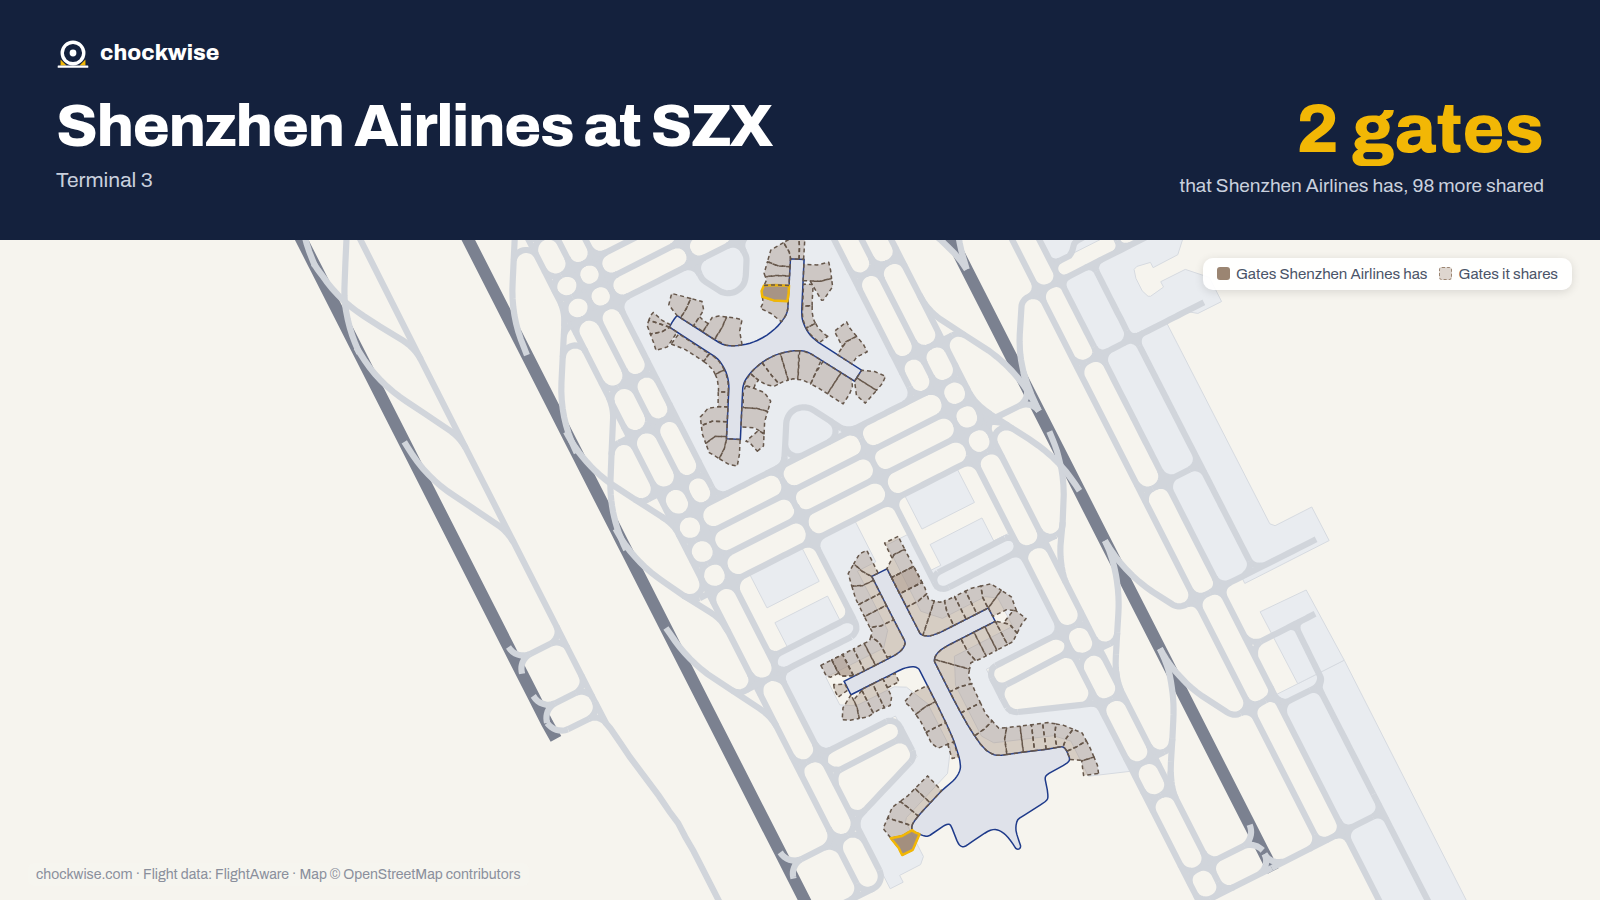 chockwise
Shenzhen Airlines at SZX
Terminal 3
2 gates
that Shenzhen Airlines has, 98 more shared
Gates Shenzhen Airlines has
Gates it shares
chockwise.com · Flight data: FlightAware · Map © OpenStreetMap contributors